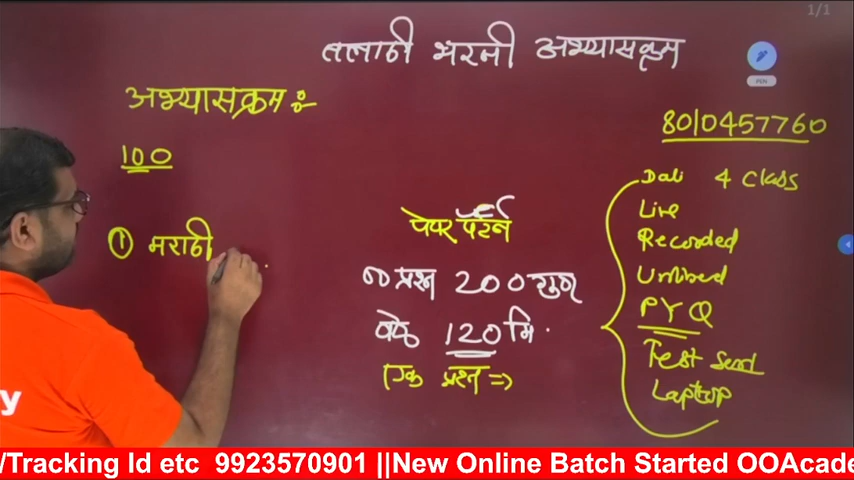 1/1
तलाठी भरती अभ्यासक्रम
PEN
अभ्यासक्रम :
8010457760
100
① मराठी
पेपर पॅटर्न
100 प्रश्न 200 गुण
वेळ 120 मि.
एक प्रश्न ⇒
Dali 4 Class
Live
Recorded
PYQ
Test
Laptop
y
/Tracking Id etc 9923570901 ||New Online Batch Started OOAcade